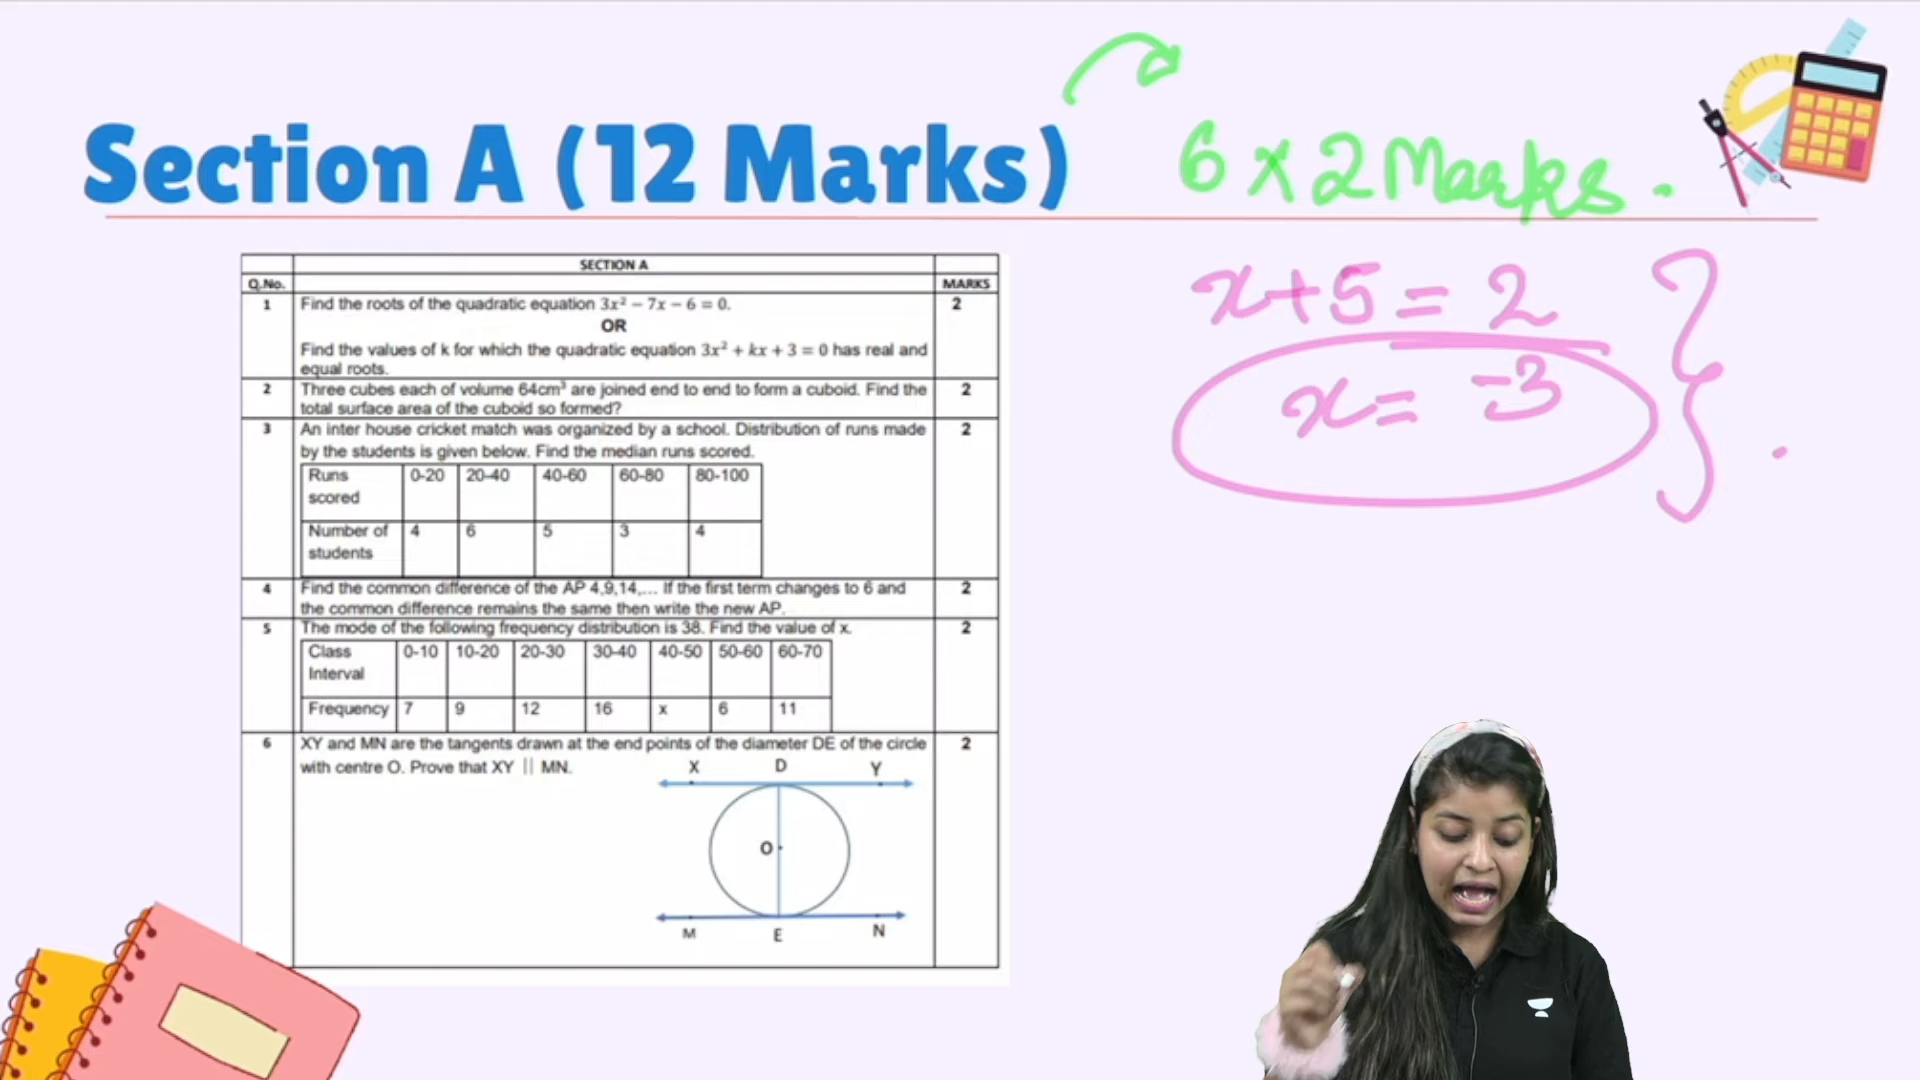 Section A (12 Marks)
6 x 2 Marks.
x+5 = 2
x = -3
SECTION A
Q.No. MARKS
1 Find the roots of the quadratic equation 3x² − 7x − 6 = 0. 2
OR
Find the values of k for which the quadratic equation 3x² + kx + 3 = 0 has real and
equal roots.
2 Three cubes each of volume 64cm³ are joined end to end to form a cuboid. Find the 2
total surface area of the cuboid so formed?
3 An inter house cricket match was organized by a school. Distribution of runs made 2
by the students is given below. Find the median runs scored.
Runs 0-20 20-40 40-60 60-80 80-100
scored
Number of 4 6 5 3 4
students
4 Find the common difference of the AP 4,9,14,... If the first term changes to 6 and 2
the common difference remains the same then write the new AP.
5 The mode of the following frequency distribution is 38. Find the value of x. 2
Class 0-10 10-20 20-30 30-40 40-50 50-60 60-70
Interval
Frequency 7 9 12 16 x 6 11
6 XY and MN are the tangents drawn at the end points of the diameter DE of the circle 2
with centre O. Prove that XY || MN.
X D Y
O
M E N